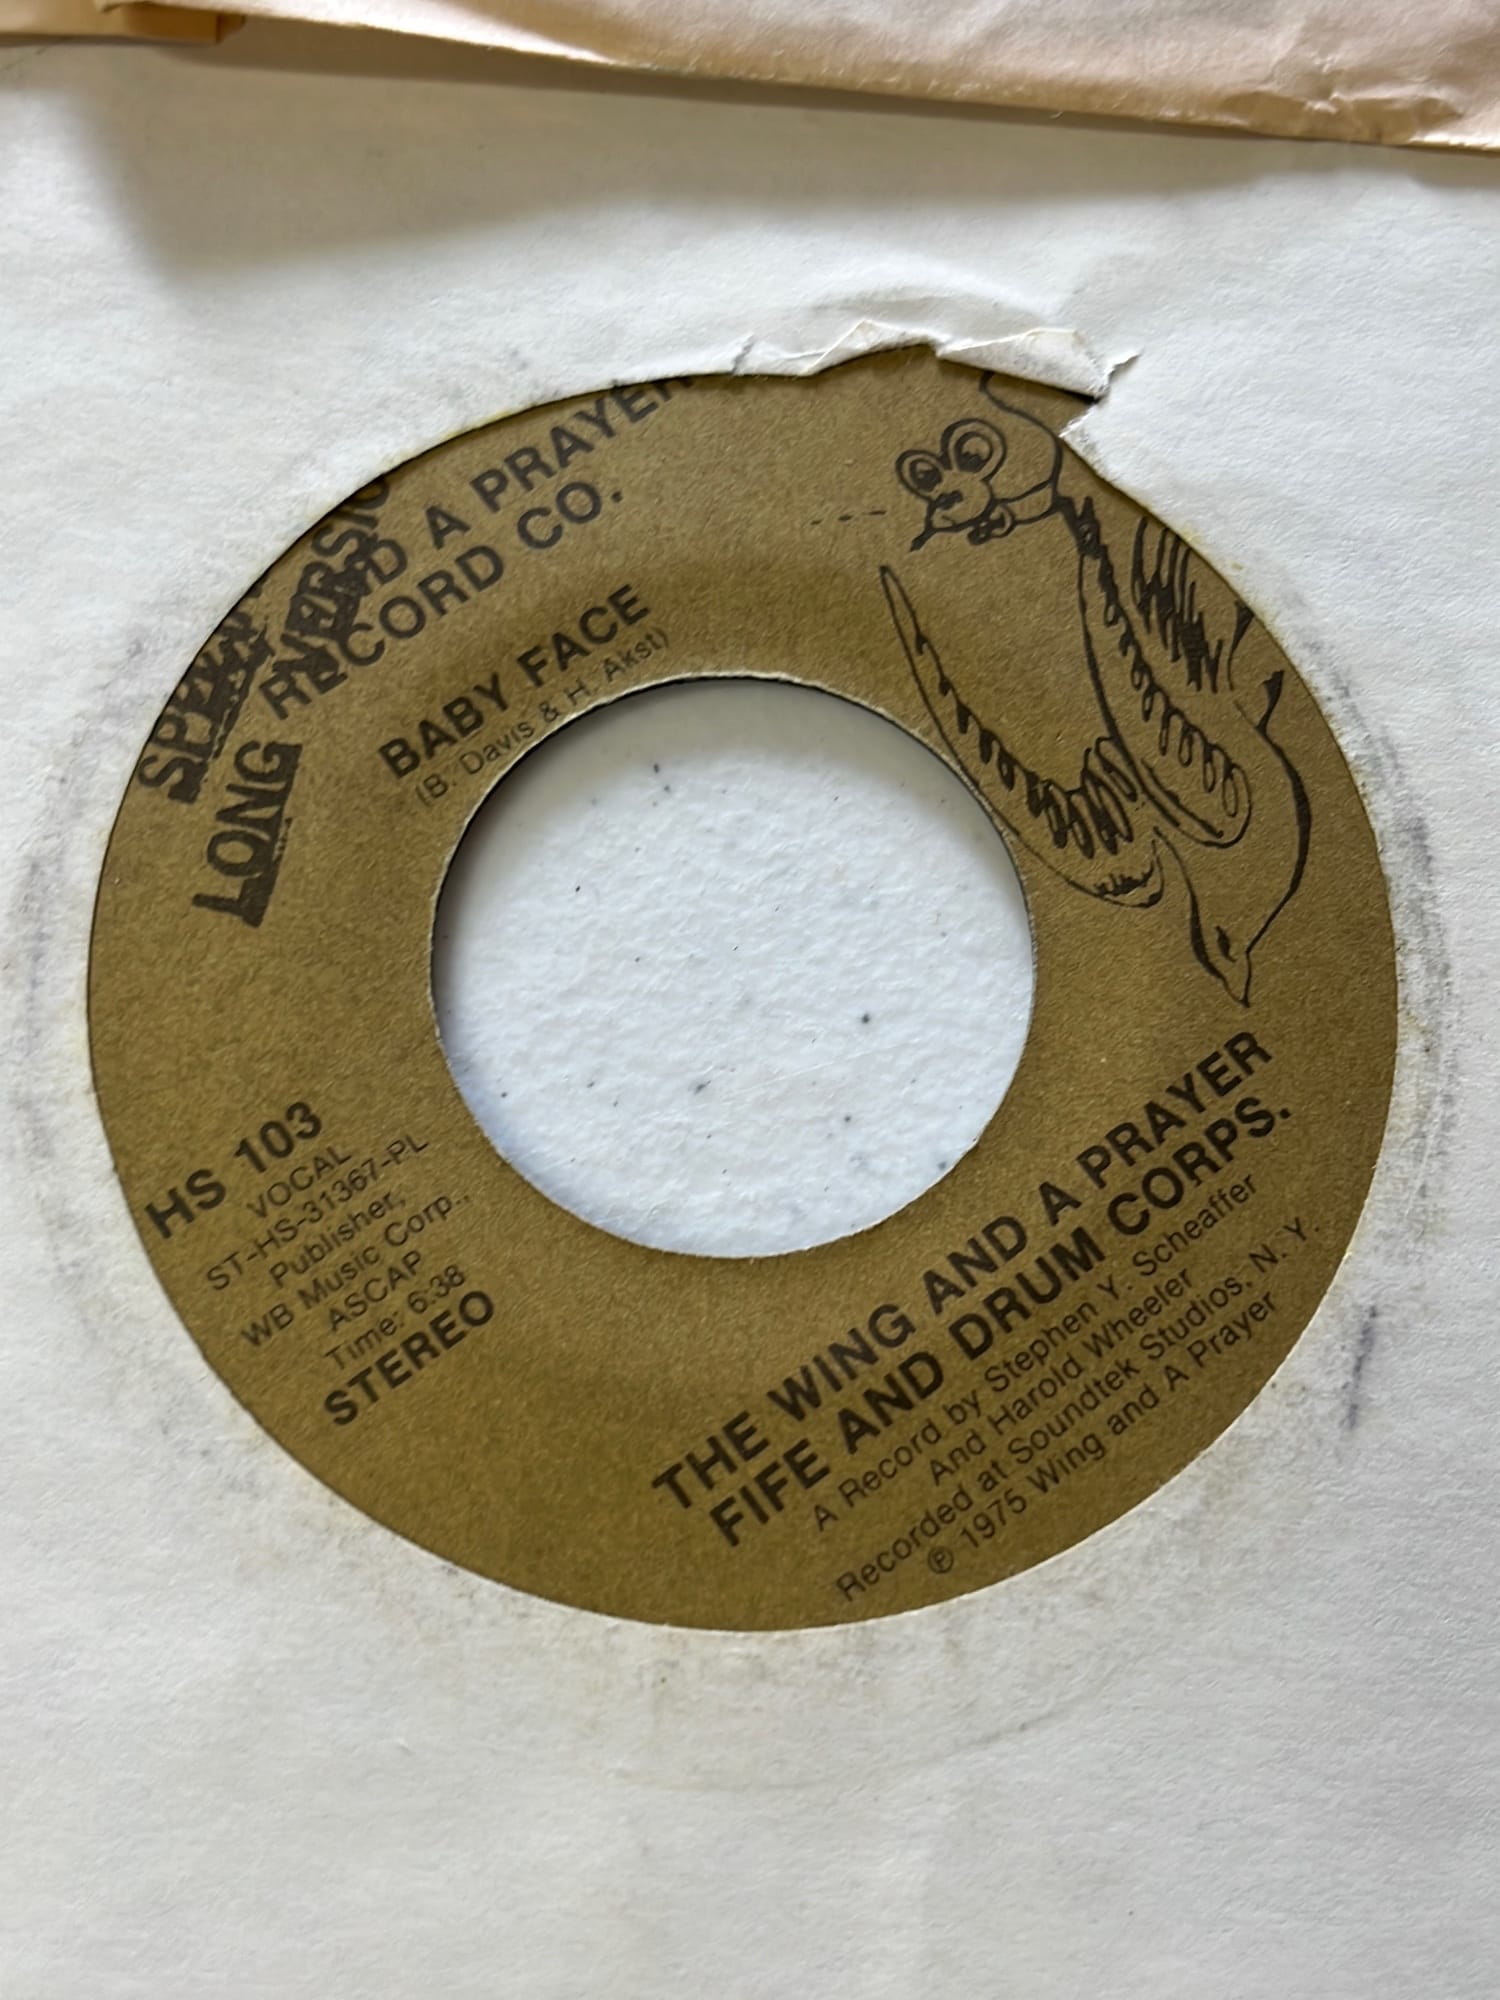 AND A PRAYER
RECORD CO.
LONG
BABY FACE
(B. Davis & H. Akst)
HS 103
VOCAL
ST-HS-31367-PL
Publisher,
WB Music Corp.,
ASCAP
Time: 6:38
STEREO
THE WING AND A PRAYER
FIFE AND DRUM CORPS.
A Record by Stephen Y. Scheaffer
And Harold Wheeler
Recorded at Soundtek Studios, N. Y.
℗ 1975 Wing and A Prayer